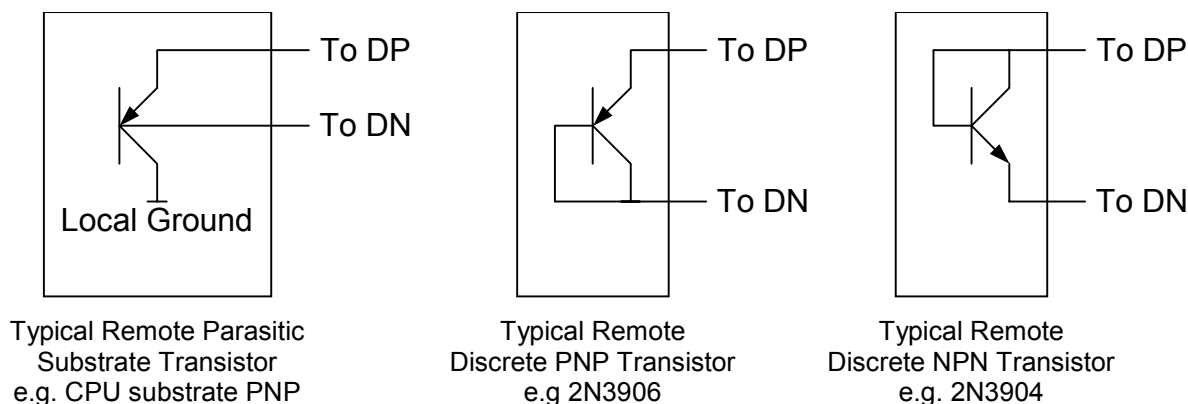 To DP
To DN
Local Ground
Typical Remote Parasitic
Substrate Transistor
e.g. CPU substrate PNP
To DP
To DN
Typical Remote
Discrete PNP Transistor
e.g 2N3906
To DP
To DN
Typical Remote
Discrete NPN Transistor
e.g. 2N3904